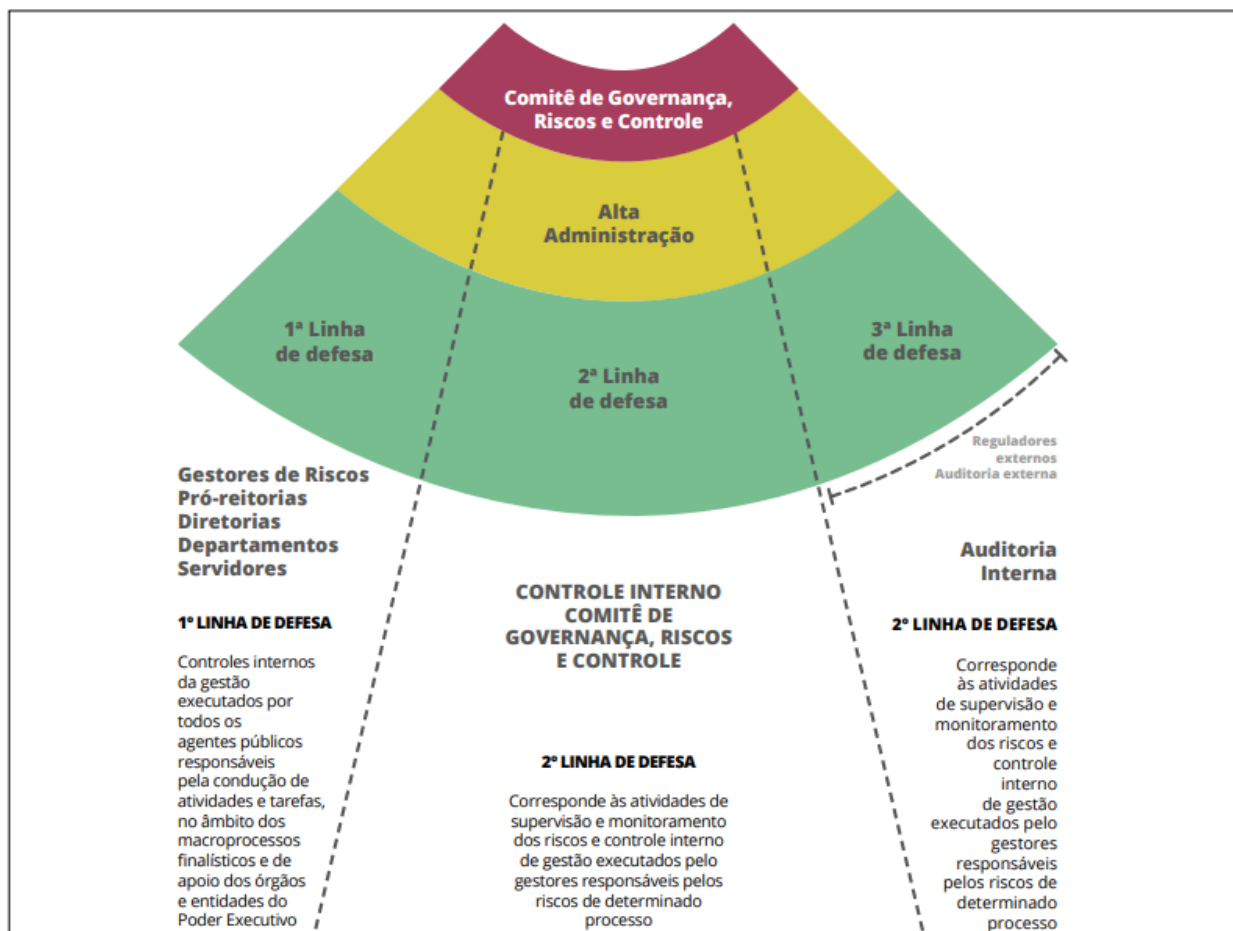 Comitê de Governança,
Riscos e Controle
Alta
Administração
1ª Linha
de defesa
2ª Linha
de defesa
3ª Linha
de defesa
Reguladores
externos
Auditoria externa
Gestores de Riscos
Pró-reitorias
Diretorias
Departamentos
Servidores
1º LINHA DE DEFESA
Controles internos
da gestão
executados por
todos os
agentes públicos
responsáveis
pela condução de
atividades e tarefas,
no âmbito dos
macroprocessos
finalísticos e de
apoio dos órgãos
e entidades do
Poder Executivo
CONTROLE INTERNO
COMITÊ DE
GOVERNANÇA, RISCOS
E CONTROLE
2º LINHA DE DEFESA
Corresponde às atividades de
supervisão e monitoramento
dos riscos e controle interno
de gestão executados pelo
gestores responsáveis pelos
riscos de determinado
processo
Auditoria
Interna
2º LINHA DE DEFESA
Corresponde
às atividades
de supervisão e
monitoramento
dos riscos e
controle
interno
de gestão
executados pelo
gestores
responsáveis
pelos riscos de
determinado
processo